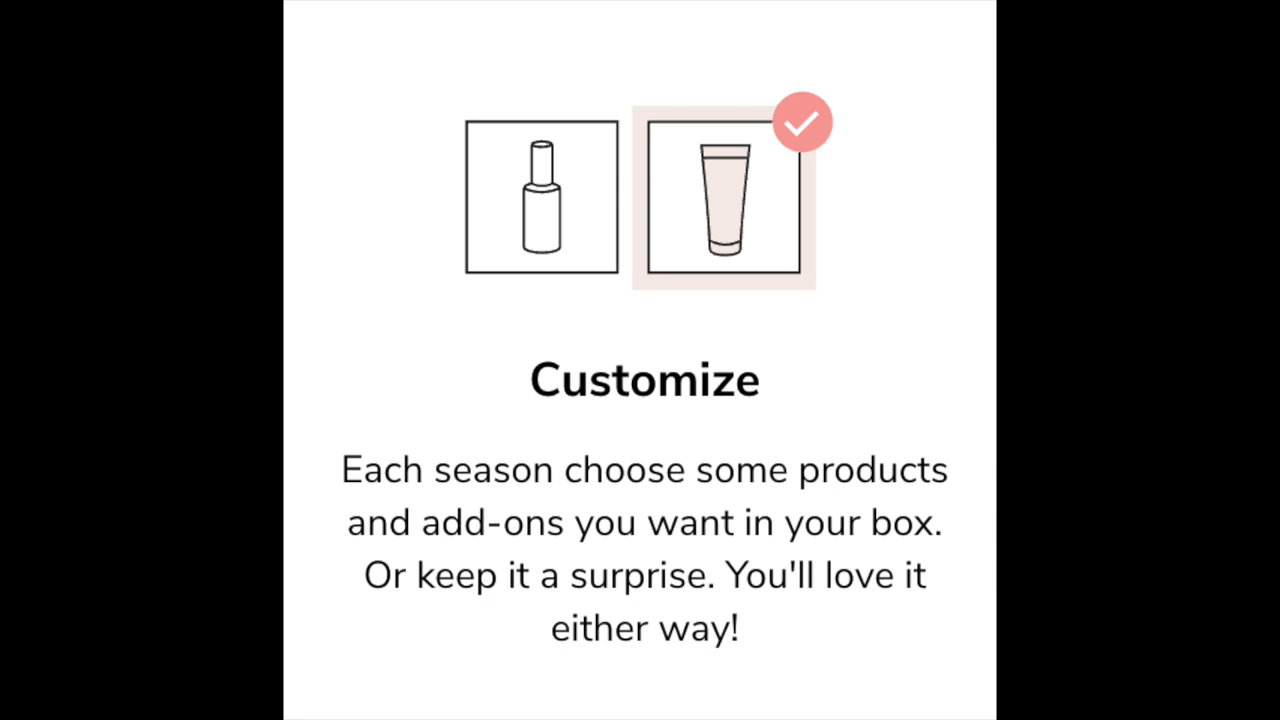 Customize
Each season choose some products
and add-ons you want in your box.
Or keep it a surprise. You'll love it
either way!